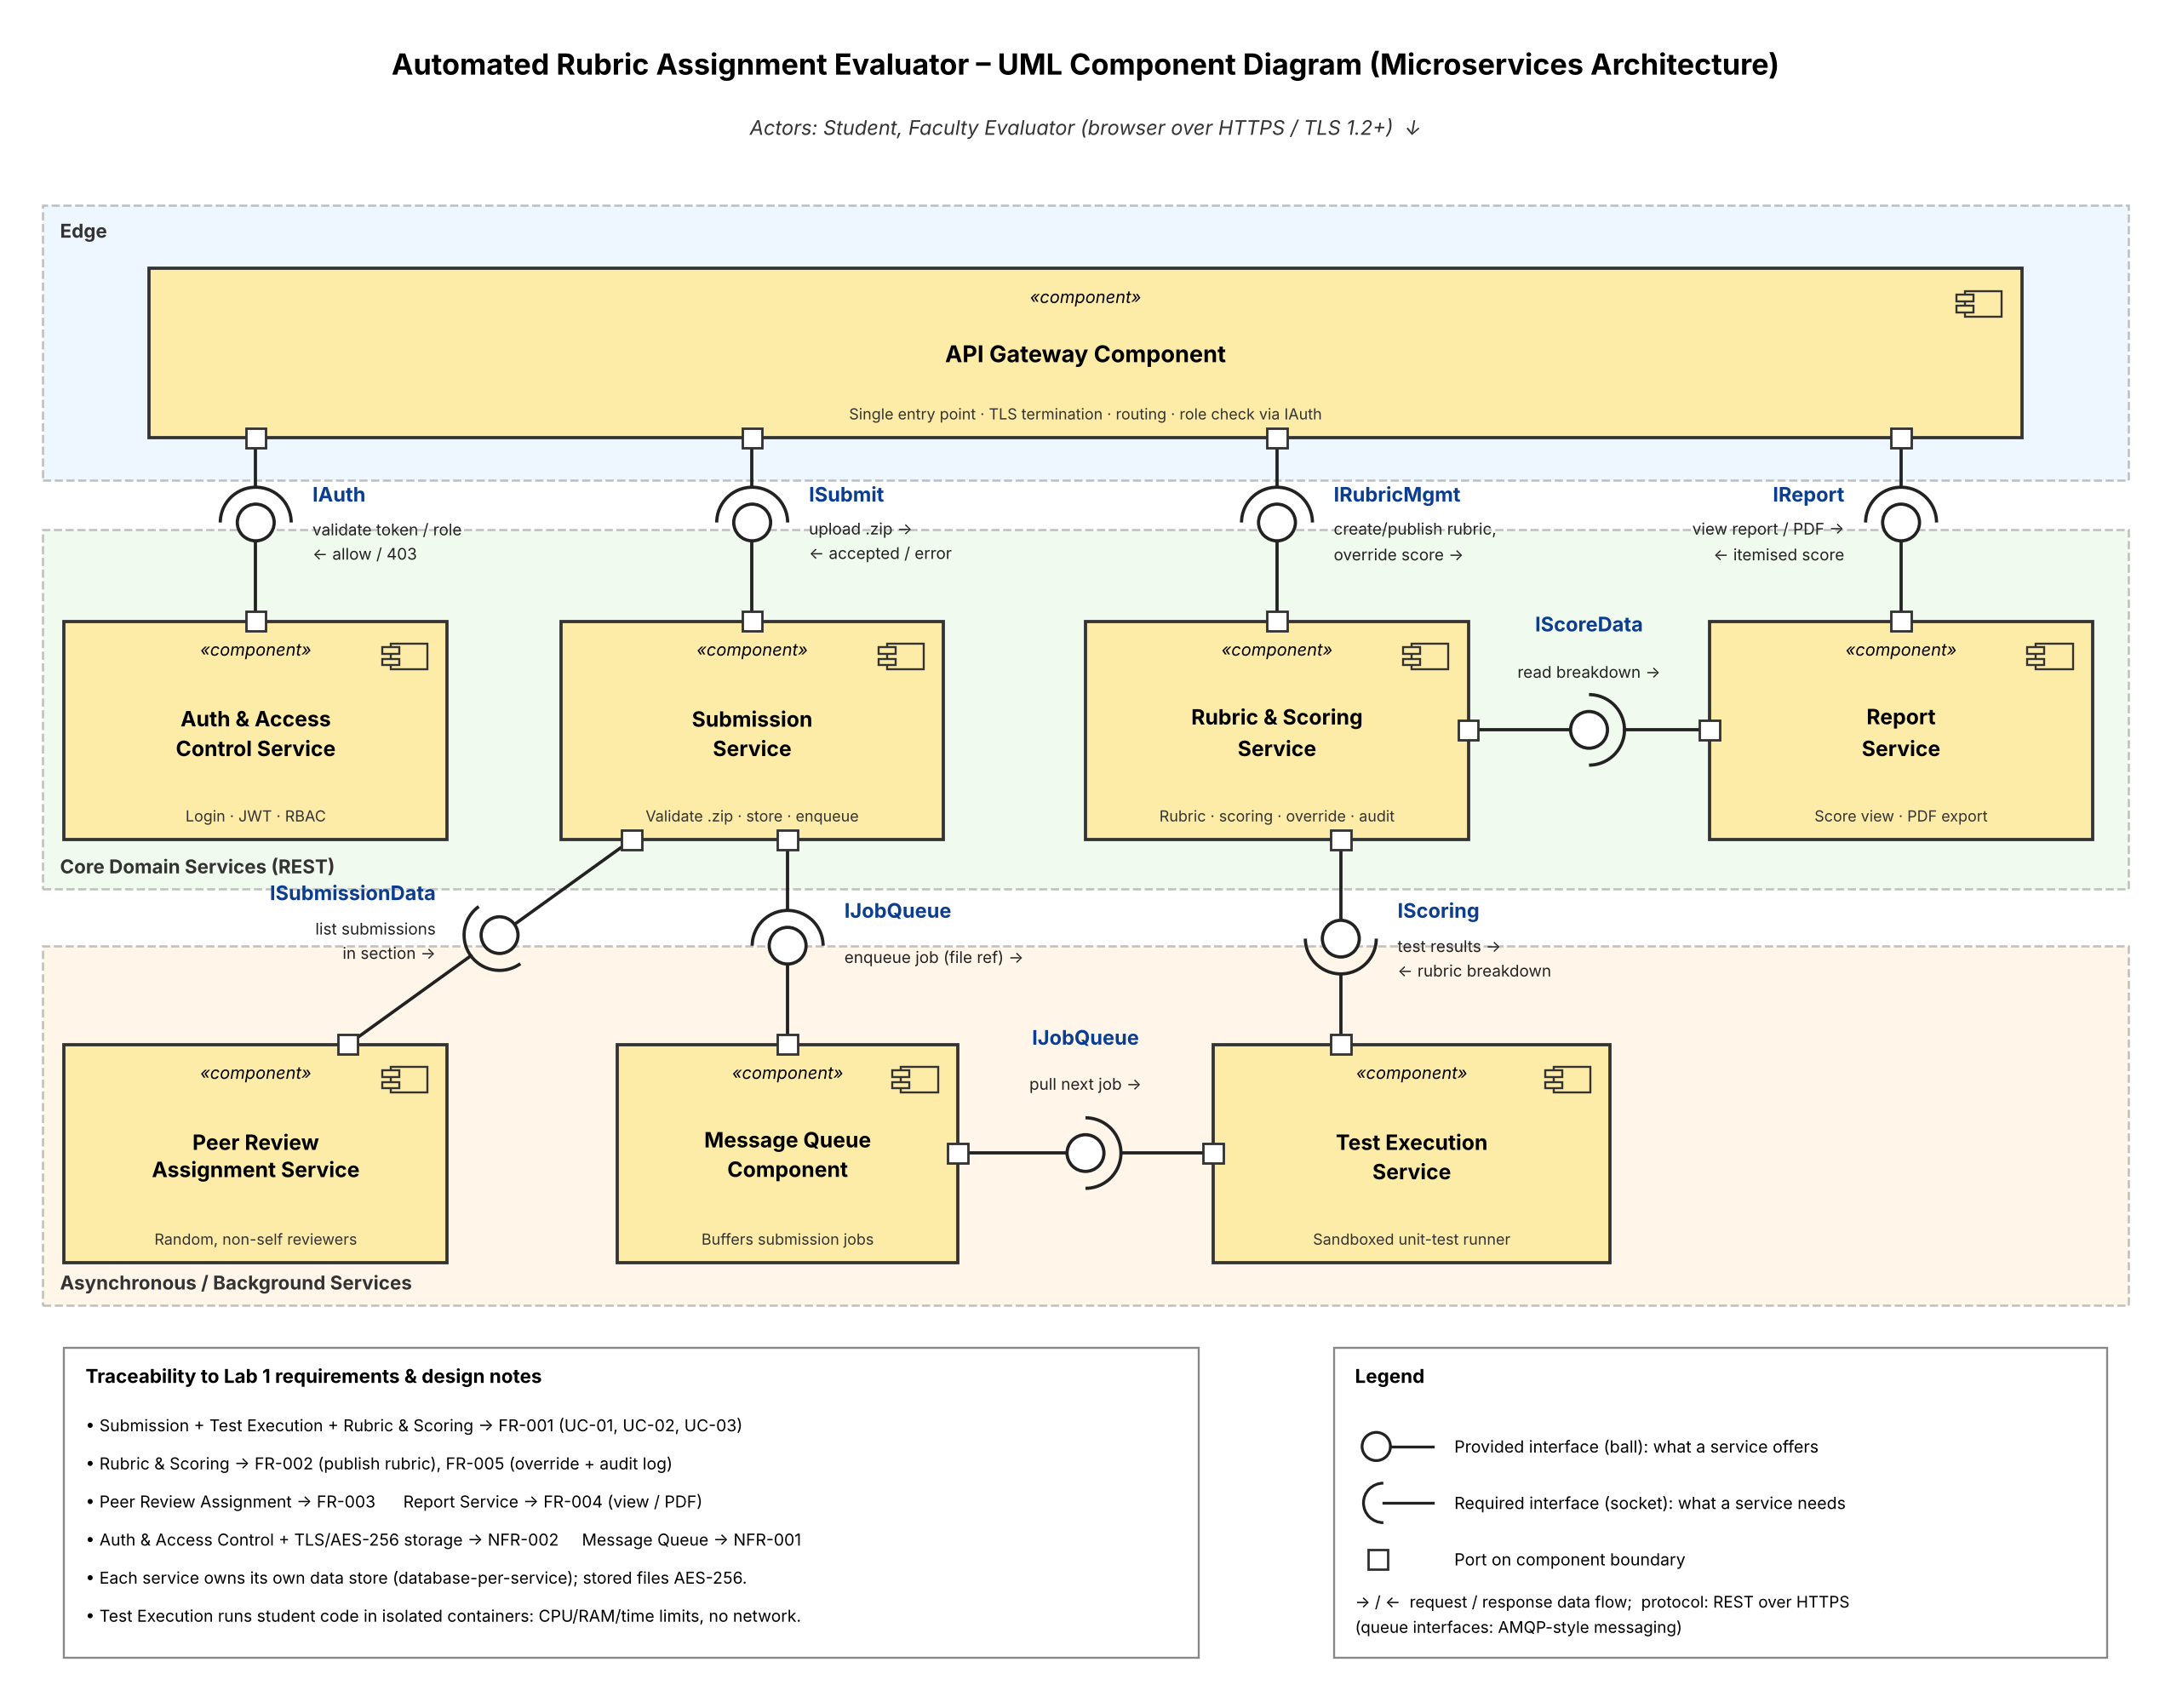 Automated Rubric Assignment Evaluator – UML Component Diagram (Microservices Architecture)
Actors: Student, Faculty Evaluator (browser over HTTPS / TLS 1.2+) ↓
Edge
«component»
API Gateway Component
Single entry point · TLS termination · routing · role check via IAuth
IAuth
validate token / role
← allow / 403
ISubmit
upload .zip →
← accepted / error
IRubricMgmt
create/publish rubric,
override score →
IReport
view report / PDF →
← itemised score
«component»
Auth & Access
Control Service
Login · JWT · RBAC
«component»
Submission
Service
Validate .zip · store · enqueue
«component»
Rubric & Scoring
Service
Rubric · scoring · override · audit
IScoreData
read breakdown →
«component»
Report
Service
Score view · PDF export
Core Domain Services (REST)
ISubmissionData
list submissions
in section →
IJobQueue
enqueue job (file ref) →
IScoring
test results →
← rubric breakdown
«component»
Peer Review
Assignment Service
Random, non-self reviewers
«component»
Message Queue
Component
Buffers submission jobs
IJobQueue
pull next job →
«component»
Test Execution
Service
Sandboxed unit-test runner
Asynchronous / Background Services
Traceability to Lab 1 requirements & design notes
• Submission + Test Execution + Rubric & Scoring → FR-001 (UC-01, UC-02, UC-03)
• Rubric & Scoring → FR-002 (publish rubric), FR-005 (override + audit log)
• Peer Review Assignment → FR-003 Report Service → FR-004 (view / PDF)
• Auth & Access Control + TLS/AES-256 storage → NFR-002 Message Queue → NFR-001
• Each service owns its own data store (database-per-service); stored files AES-256.
• Test Execution runs student code in isolated containers: CPU/RAM/time limits, no network.
Legend
Provided interface (ball): what a service offers
Required interface (socket): what a service needs
Port on component boundary
→ / ← request / response data flow; protocol: REST over HTTPS
(queue interfaces: AMQP-style messaging)